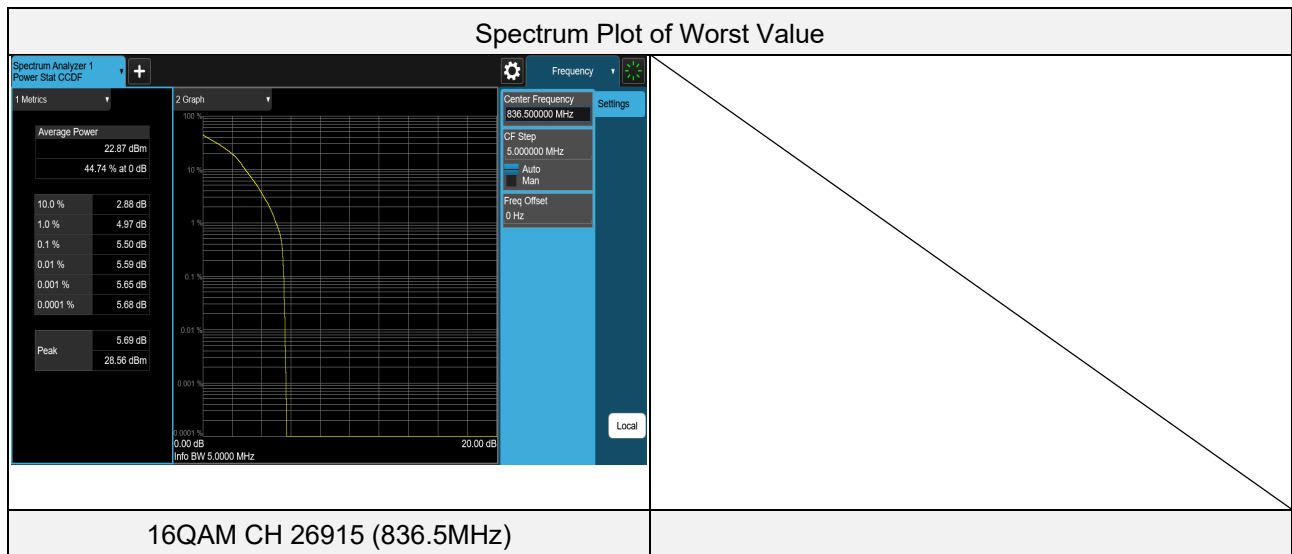 Spectrum Plot of Worst Value
Spectrum Analyzer 1
Power Stat CCDF
+
Frequency
1 Metrics
Average Power
22.87 dBm
44.74 % at 0 dB
10.0 % 2.88 dB
1.0 % 4.97 dB
0.1 % 5.50 dB
0.01 % 5.59 dB
0.001 % 5.65 dB
0.0001 % 5.68 dB
Peak
5.69 dB
28.56 dBm
2 Graph
100 %
10 %
1 %
0.1 %
0.01 %
0.001 %
0.0001 %
0.00 dB 20.00 dB
Info BW 5.0000 MHz
Center Frequency
836.500000 MHz
CF Step
5.000000 MHz
Auto
Man
Freq Offset
0 Hz
Settings
Local
16QAM CH 26915 (836.5MHz)